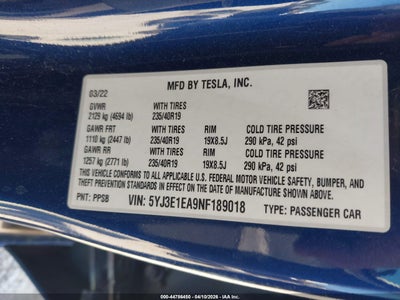 MFD BY TESLA, INC.
03/22
GVWR WITH TIRES
2129 kg (4694 lb) 235/40R19
GAWR FRT WITH TIRES RIM COLD TIRE PRESSURE
1110 kg (2447 lb) 235/40R19 19X8.5J 290 kPa, 42 psi
GAWR RR WITH TIRES RIM COLD TIRE PRESSURE
1257 kg (2771 lb) 235/40R19 19X8.5J 290 kPa, 42 psi
THIS VEHICLE CONFORMS TO ALL APPLICABLE U.S. FEDERAL MOTOR VEHICLE SAFETY, BUMPER, AND
THEFT PREVENTION STANDARDS IN EFFECT ON THE DATE OF MANUFACTURE SHOWN ABOVE.
PNT: PPSB VIN: 5YJ3E1EA9NF189018 TYPE: PASSENGER CAR
000-44798450 - 04/10/2026 - IAA, Inc.